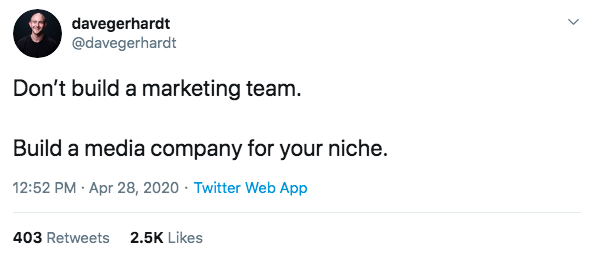 davegerhardt
@davegerhardt
Don’t build a marketing team.
Build a media company for your niche.
12:52 PM · Apr 28, 2020 · Twitter Web App
403 Retweets 2.5K Likes